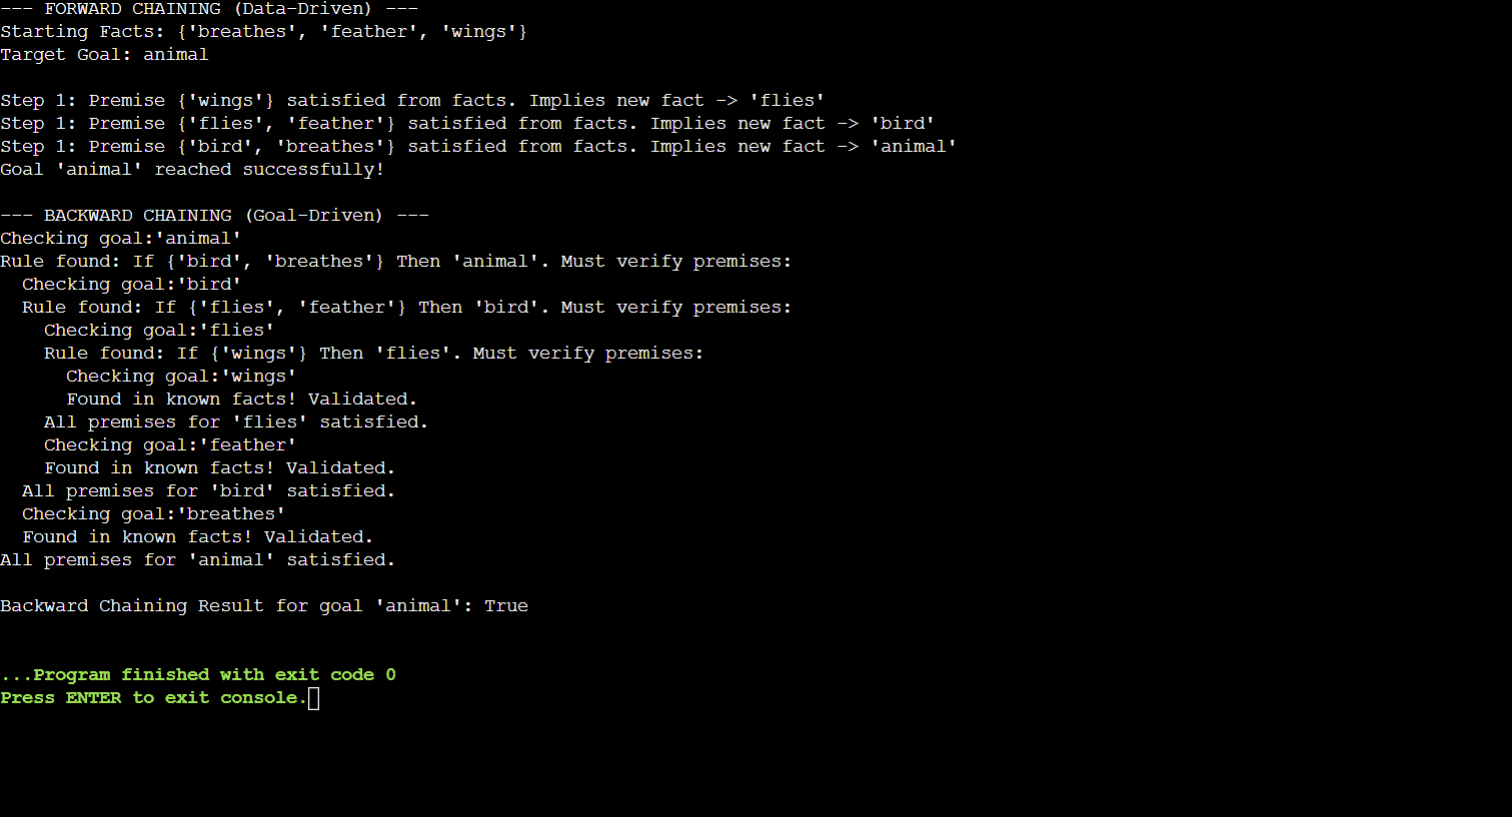 --- FORWARD CHAINING (Data-Driven) ---
Starting Facts: {'breathes', 'feather', 'wings'}
Target Goal: animal

Step 1: Premise {'wings'} satisfied from facts. Implies new fact -> 'flies'
Step 1: Premise {'flies', 'feather'} satisfied from facts. Implies new fact -> 'bird'
Step 1: Premise {'bird', 'breathes'} satisfied from facts. Implies new fact -> 'animal'
Goal 'animal' reached successfully!

--- BACKWARD CHAINING (Goal-Driven) ---
Checking goal:'animal'
Rule found: If {'bird', 'breathes'} Then 'animal'. Must verify premises:
  Checking goal:'bird'
  Rule found: If {'flies', 'feather'} Then 'bird'. Must verify premises:
    Checking goal:'flies'
    Rule found: If {'wings'} Then 'flies'. Must verify premises:
      Checking goal:'wings'
      Found in known facts! Validated.
    All premises for 'flies' satisfied.
    Checking goal:'feather'
    Found in known facts! Validated.
  All premises for 'bird' satisfied.
  Checking goal:'breathes'
  Found in known facts! Validated.
All premises for 'animal' satisfied.

Backward Chaining Result for goal 'animal': True


...Program finished with exit code 0
Press ENTER to exit console.